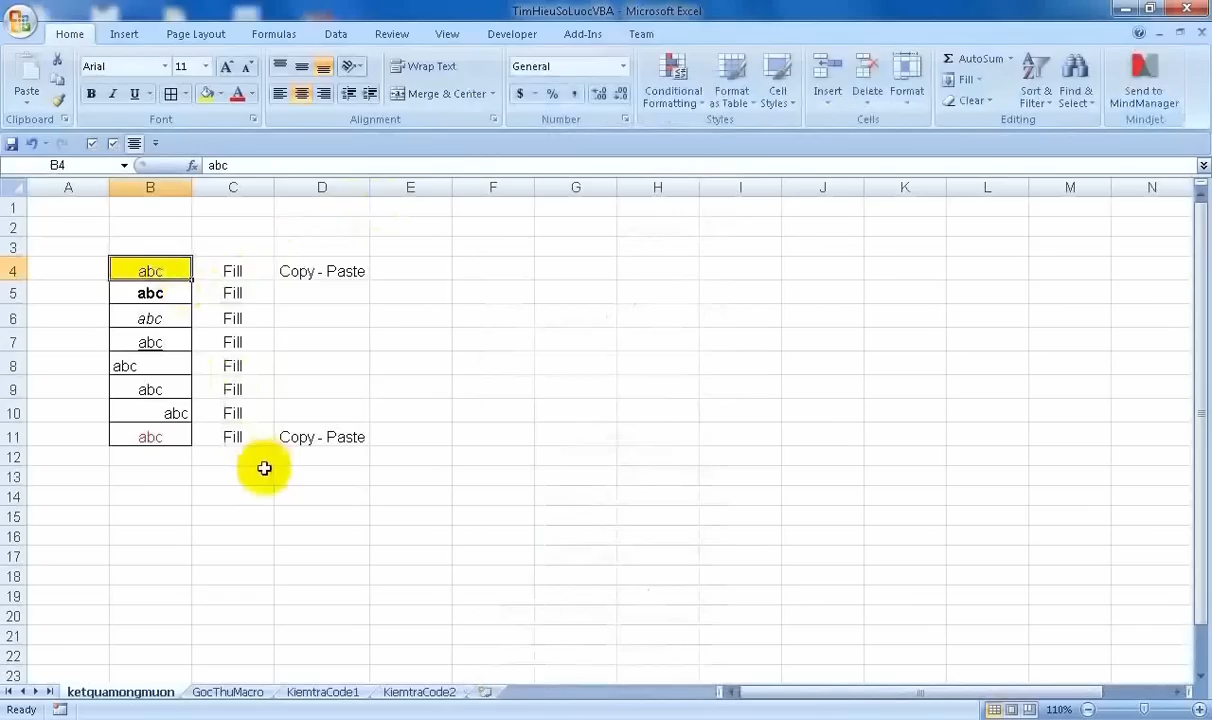 TimHieuSoLuocVBA - Microsoft Excel
Home Insert Page Layout Formulas Data Review View Developer Add-Ins Team
Paste Arial 11 Wrap Text General Conditional Formatting Format as Table Cell Styles Insert Delete Format AutoSum Fill Clear Sort & Filter Find & Select Send to MindManager
B I U Merge & Center $ % ,
Clipboard Font Alignment Number Styles Cells Editing Mindjet
B4 fx abc
A B C D E F G H I J K L M N
1
2
3
4 abc Fill Copy - Paste
5 abc Fill
6 abc Fill
7 abc Fill
8 abc Fill
9 abc Fill
10 abc Fill
11 abc Fill Copy - Paste
12
13
14
15
16
17
18
19
20
21
22
23
ketquamongmuon GocThuMacro KiemtraCode1 KiemtraCode2
Ready 110%